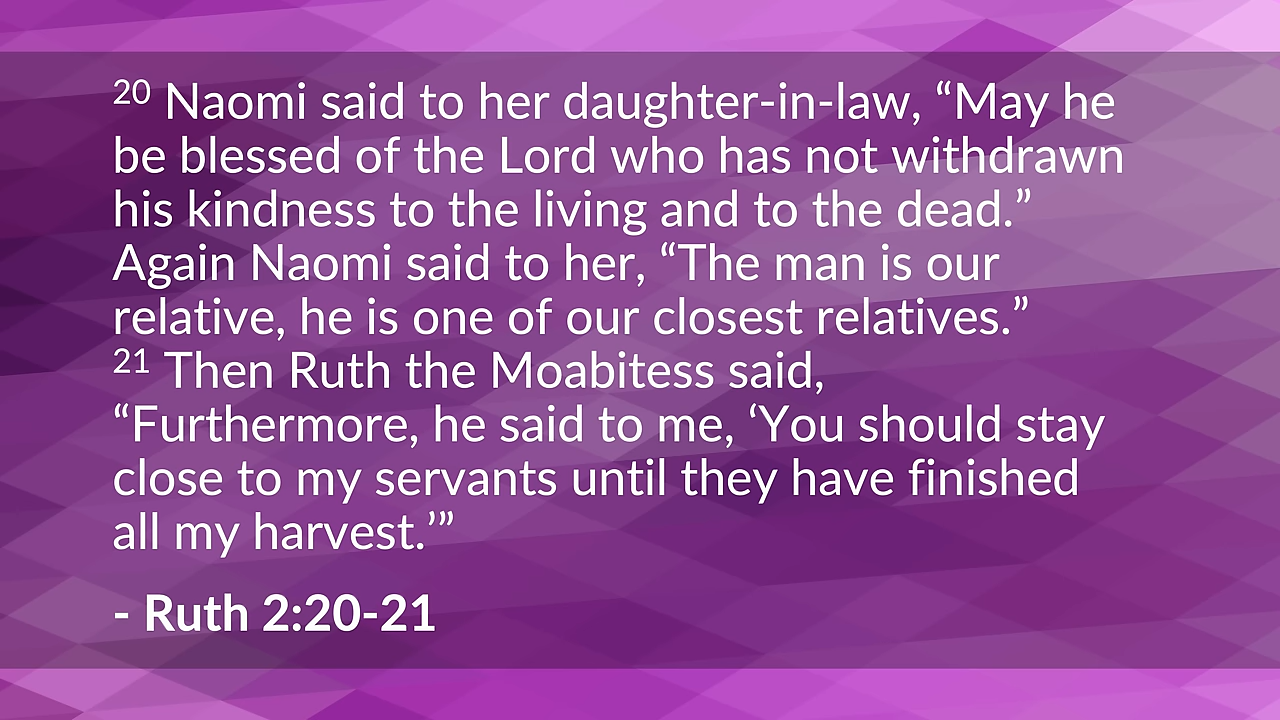 20 Naomi said to her daughter-in-law, “May he
be blessed of the Lord who has not withdrawn
his kindness to the living and to the dead.”
Again Naomi said to her, “The man is our
relative, he is one of our closest relatives.”
21 Then Ruth the Moabitess said,
“Furthermore, he said to me, ‘You should stay
close to my servants until they have finished
all my harvest.’”
- Ruth 2:20-21